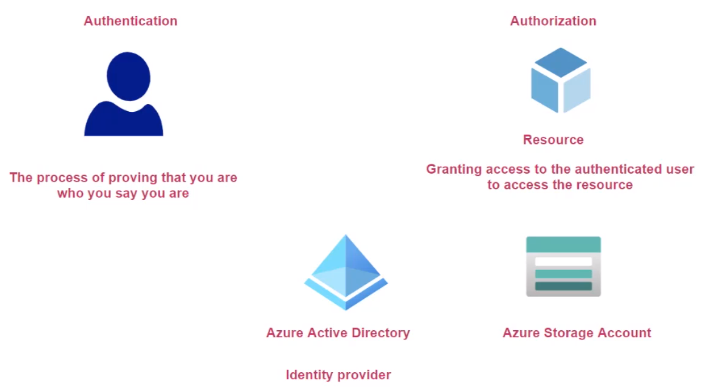 Authentication
Authorization
Resource
The process of proving that you are
who you say you are
Granting access to the authenticated user
to access the resource
Azure Active Directory
Azure Storage Account
Identity provider